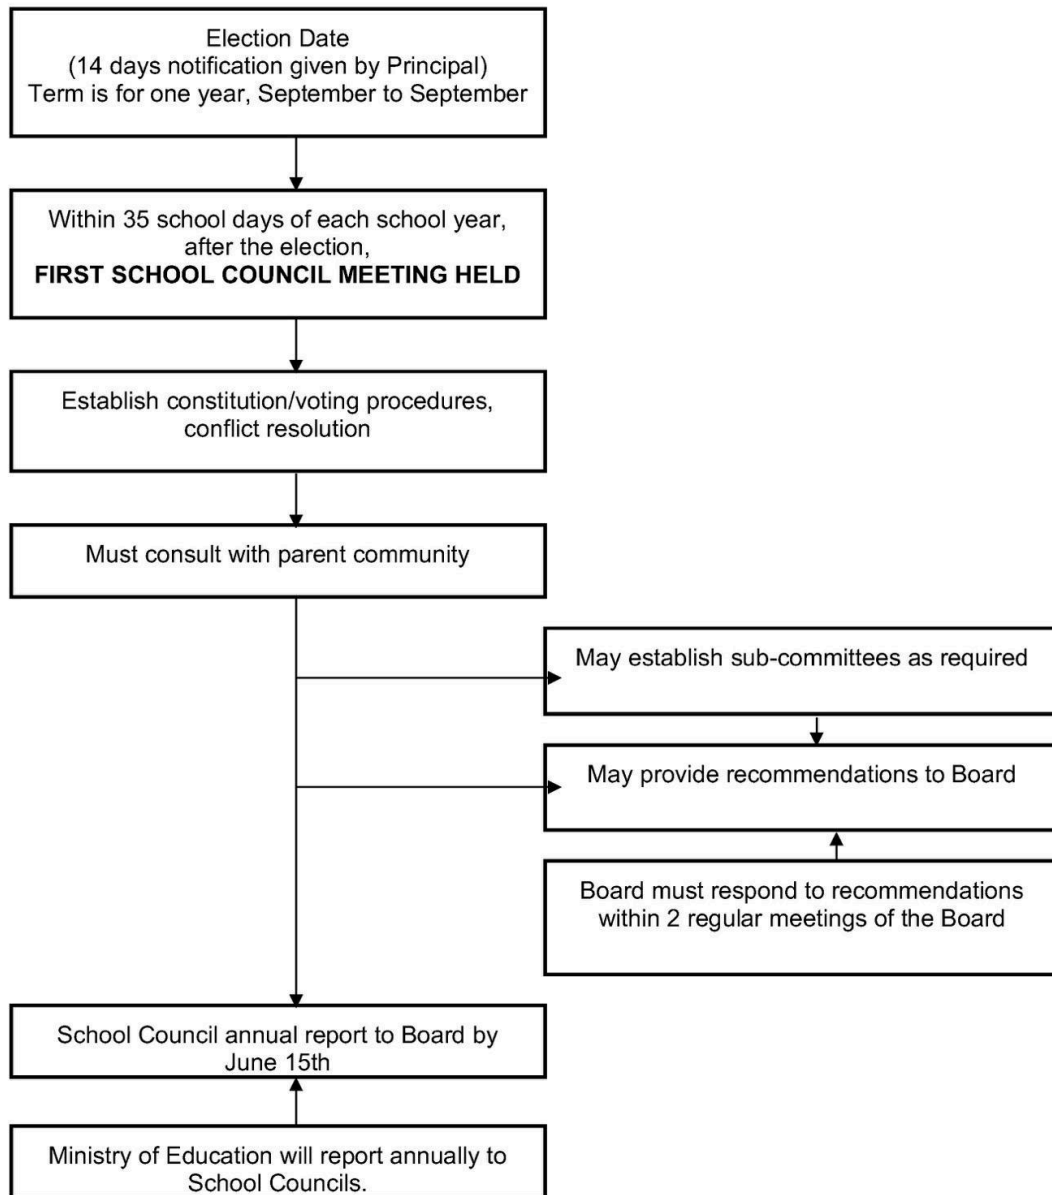 Election Date
(14 days notification given by Principal)
Term is for one year, September to September
Within 35 school days of each school year,
after the election,
FIRST SCHOOL COUNCIL MEETING HELD
Establish constitution/voting procedures,
conflict resolution
Must consult with parent community
May establish sub-committees as required
May provide recommendations to Board
Board must respond to recommendations
within 2 regular meetings of the Board
School Council annual report to Board by
June 15th
Ministry of Education will report annually to
School Councils.